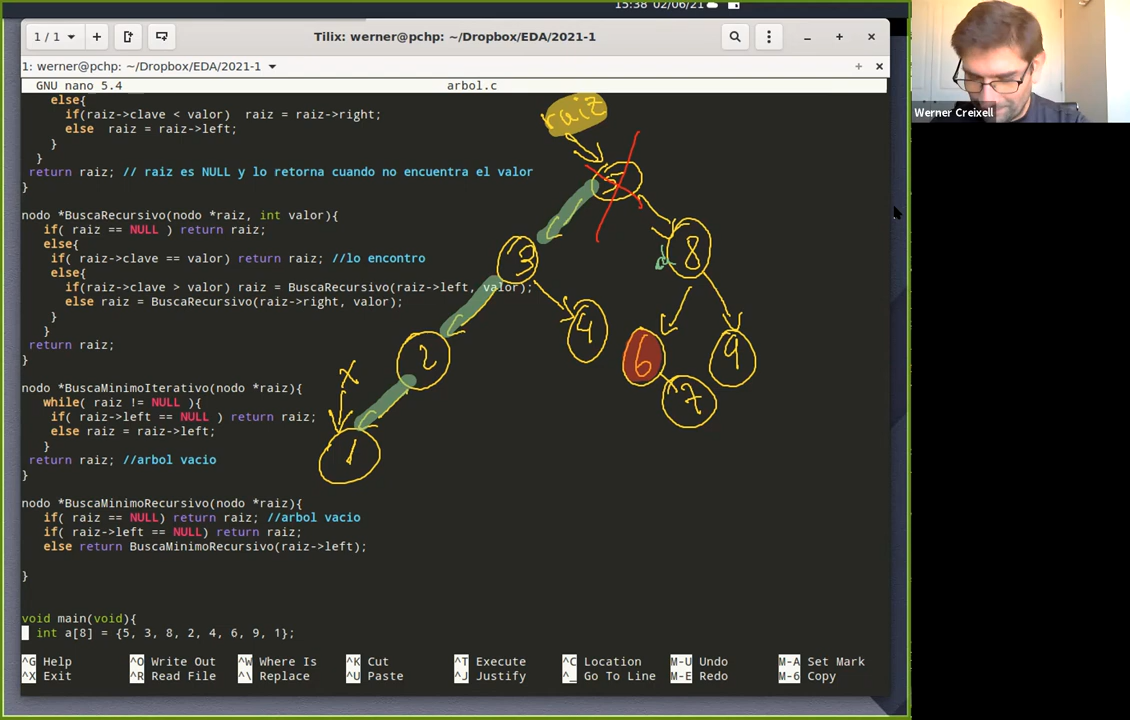 15:38 02/06/21
1 / 1
Tilix: werner@pchp: ~/Dropbox/EDA/2021-1
1: werner@pchp: ~/Dropbox/EDA/2021-1
GNU nano 5.4 arbol.c
else{
if(raiz->clave < valor) raiz = raiz->right;
else raiz = raiz->left;
}
}
return raiz; // raiz es NULL y lo retorna cuando no encuentra el valor
}
nodo *BuscaRecursivo(nodo *raiz, int valor){
if( raiz == NULL ) return raiz;
else{
if( raiz->clave == valor) return raiz; //lo encontro
else{
if(raiz->clave > valor) raiz = BuscaRecursivo(raiz->left, valor);
else raiz = BuscaRecursivo(raiz->right, valor);
}
}
return raiz;
}
nodo *BuscaMinimoIterativo(nodo *raiz){
while( raiz != NULL ){
if( raiz->left == NULL ) return raiz;
else raiz = raiz->left;
}
return raiz; //arbol vacio
}
nodo *BuscaMinimoRecursivo(nodo *raiz){
if( raiz == NULL) return raiz; //arbol vacio
if( raiz->left == NULL) return raiz;
else return BuscaMinimoRecursivo(raiz->left);
}
void main(void){
int a[8] = {5, 3, 8, 2, 4, 6, 9, 1};
^G Help ^O Write Out ^W Where Is ^K Cut ^T Execute ^C Location M-U Undo M-A Set Mark
^X Exit ^R Read File ^\ Replace ^U Paste ^J Justify ^_ Go To Line M-E Redo M-6 Copy
raiz
5
3
8
d
2
4
6
9
x
7
1
Werner Creixell